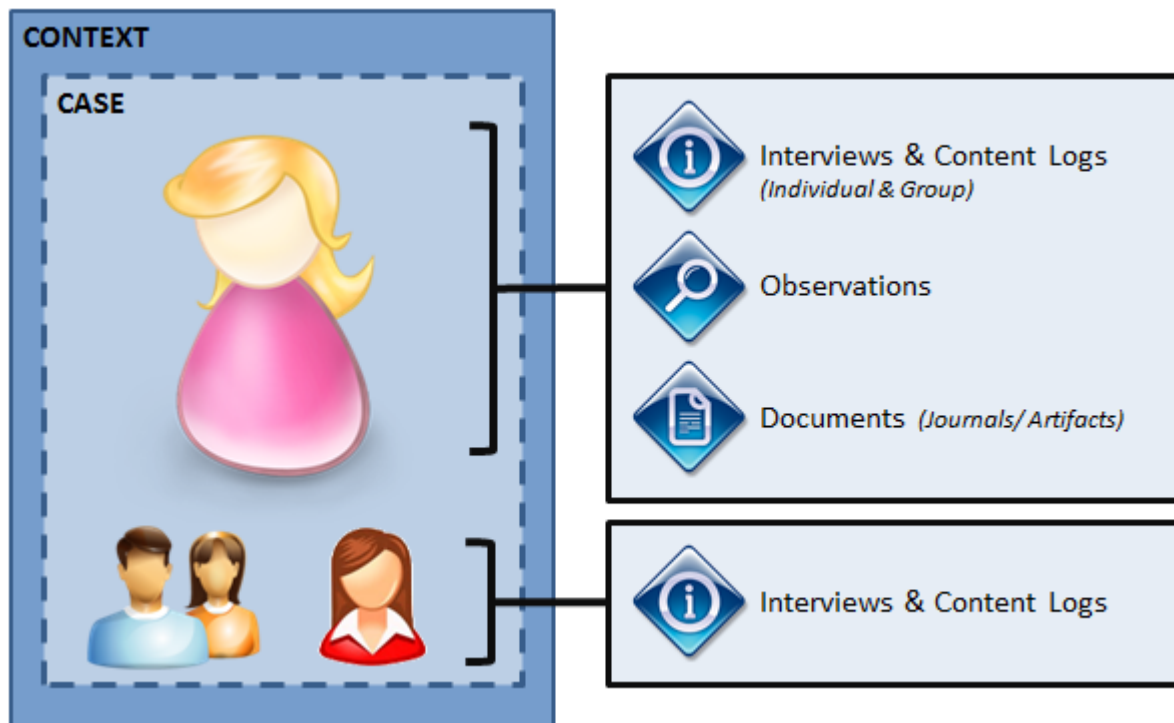 CONTEXT
CASE
Interviews & Content Logs
(Individual & Group)
Observations
Documents (Journals/ Artifacts)
Interviews & Content Logs